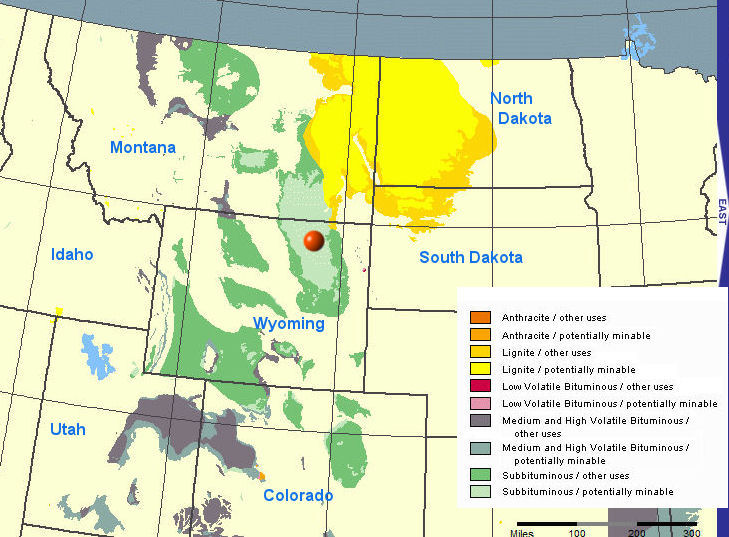 North
Dakota
Montana
EAST
Idaho
South Dakota
Wyoming
Utah
Colorado
Anthracite / other uses
Anthracite / potentially minable
Lignite / other uses
Lignite / potentially minable
Low Volatile Bituminous / other uses
Low Volatile Bituminous / potentially minable
Medium and High Volatile Bituminous /
other uses
Medium and High Volatile Bituminous /
potentially minable
Subbituminous / other uses
Subbituminous / potentially minable
Miles 100 200 300